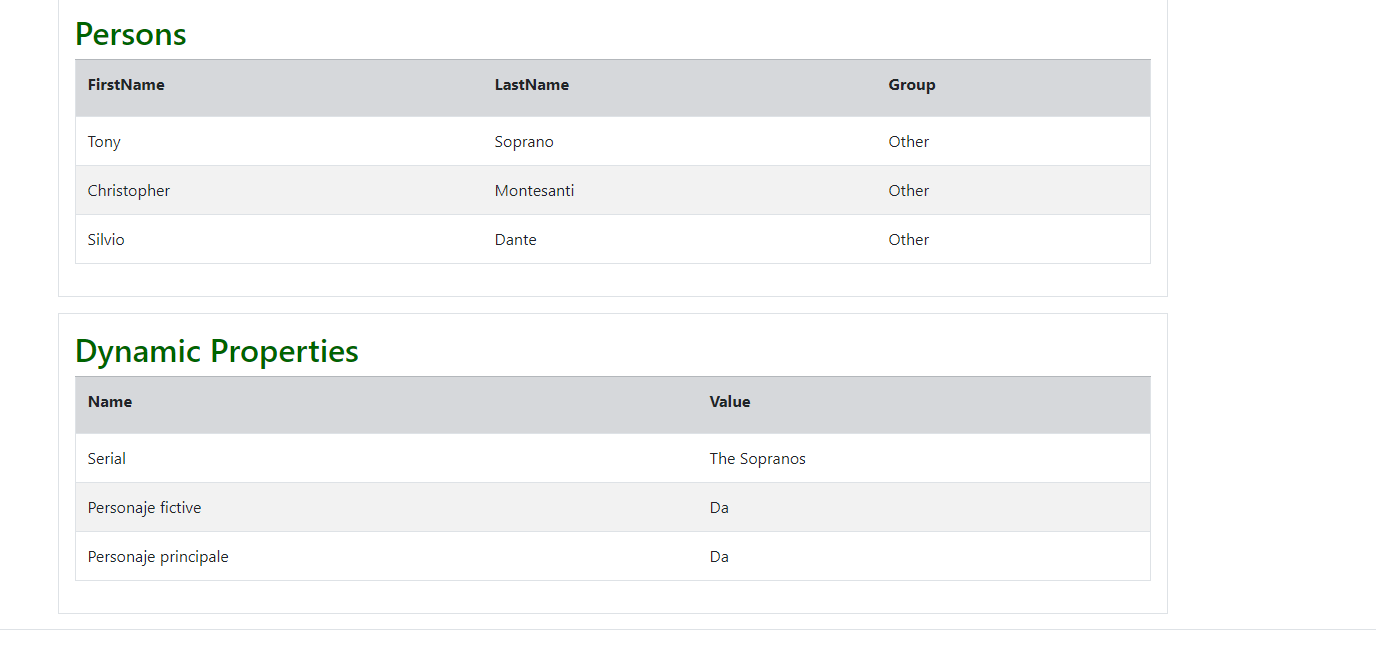 Persons
FirstName LastName Group
Tony Soprano Other
Christopher Montesanti Other
Silvio Dante Other
Dynamic Properties
Name Value
Serial The Sopranos
Personaje fictive Da
Personaje principale Da